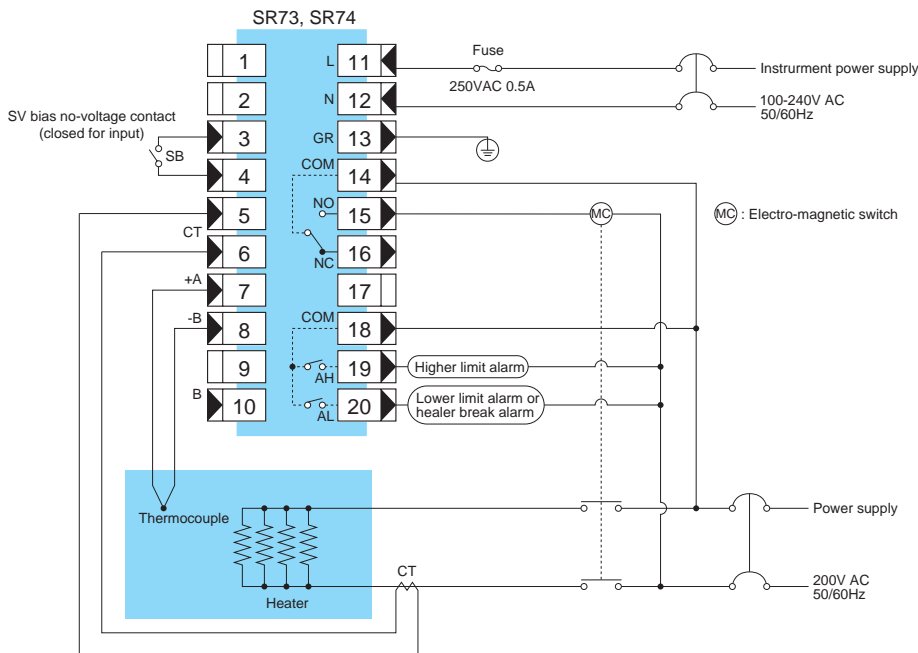 SR73, SR74
1
2
3
4
5
6
7
8
9
10
L 11
N 12
GR 13
COM 14
NO 15
NC 16
17
COM 18
AH 19
AL 20
SV bias no-voltage contact
(closed for input)
SB
CT
+A
-B
B
Fuse
250VAC 0.5A
Instrurment power supply
100-240V AC
50/60Hz
MC
MC : Electro-magnetic switch
Higher limit alarm
Lower limit alarm or
healer break alarm
Thermocouple
Heater
CT
Power supply
200V AC
50/60Hz